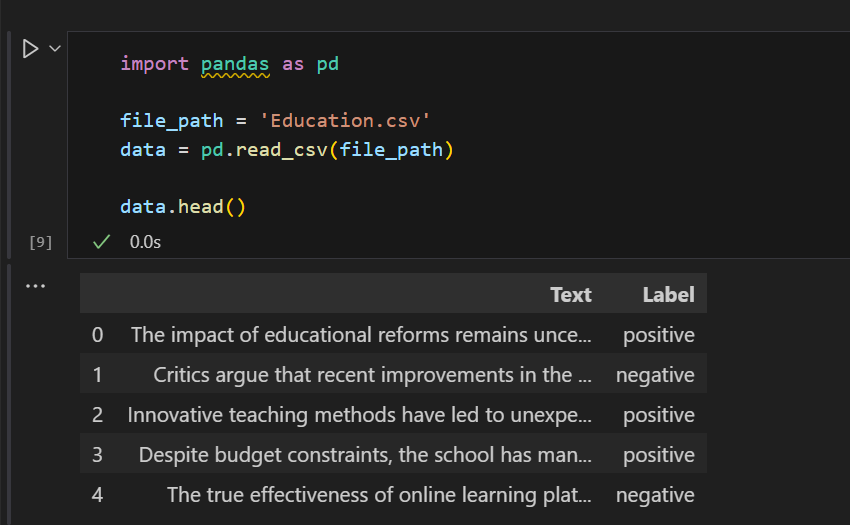 import pandas as pd
file_path = 'Education.csv'
data = pd.read_csv(file_path)
data.head()
[9] 0.0s
Text Label
0 The impact of educational reforms remains unce... positive
1 Critics argue that recent improvements in the ... negative
2 Innovative teaching methods have led to unexpe... positive
3 Despite budget constraints, the school has man... positive
4 The true effectiveness of online learning plat... negative